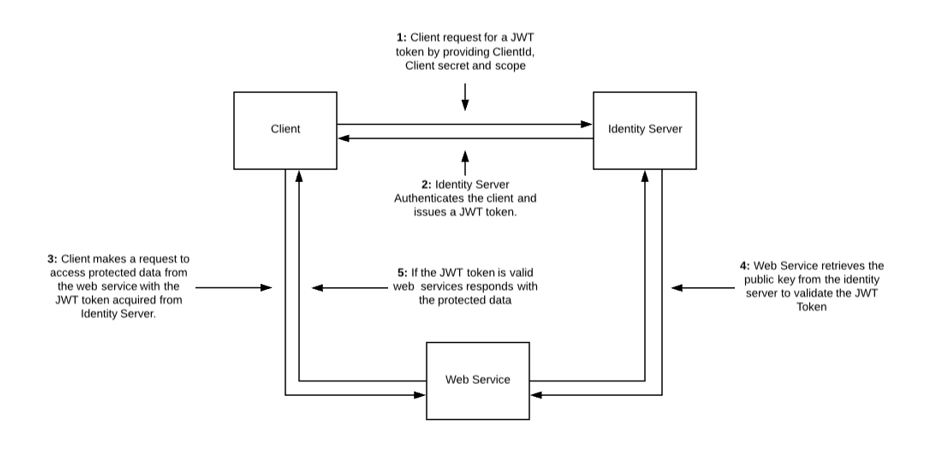 1: Client request for a JWT
token by providing ClientId,
Client secret and scope
Client
Identity Server
2: Identity Server
Authenticates the client and
issues a JWT token.
3: Client makes a request to
access protected data from
the web service with the
JWT token acquired from
Identity Server.
5: If the JWT token is valid
web services responds with
the protected data
4: Web Service retrieves the
public key from the identity
server to validate the JWT
Token
Web Service